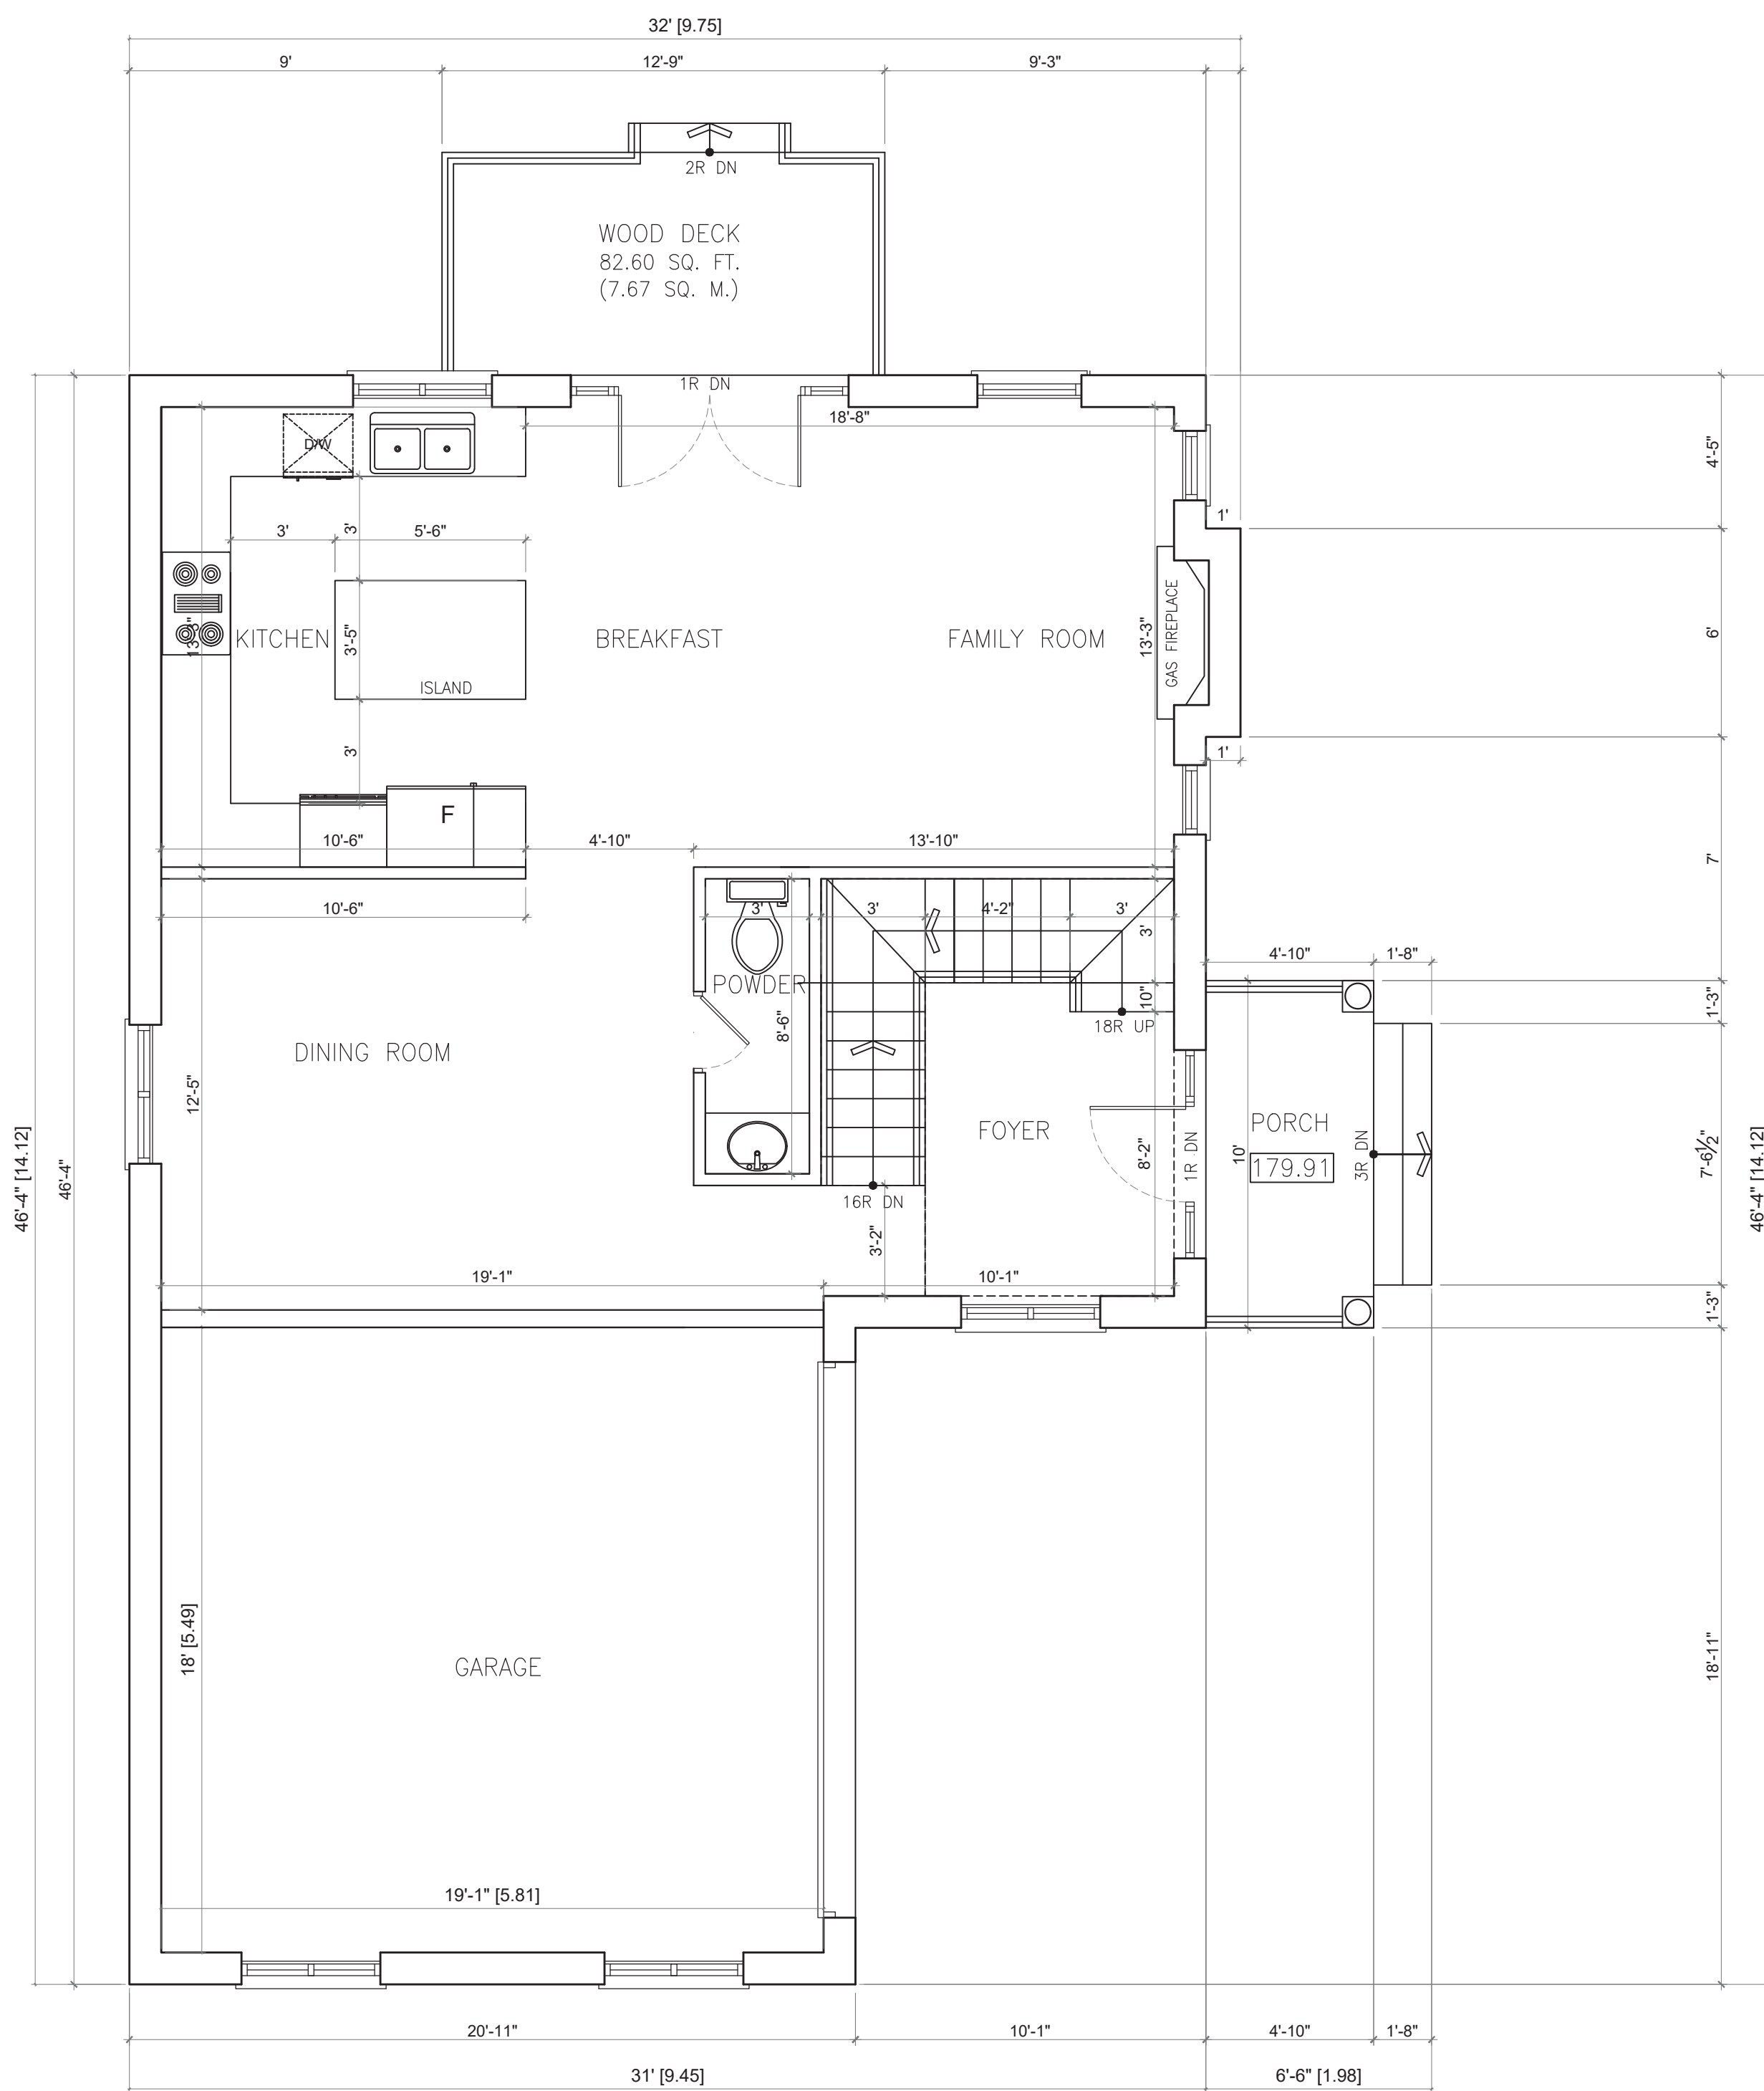 32' [9.75]
9' 12'-9" 9'-3"
2R DN
WOOD DECK
82.60 SQ. FT.
(7.67 SQ. M.)
1R DN
18'-8"
D/W
4'-5"
1'
3' 3' 5'-6"
GAS FIREPLACE
13'-3" KITCHEN 3'-5" BREAKFAST FAMILY ROOM 13'-3" 6'
ISLAND
3' 1'
F
10'-6" 4'-10" 13'-10" 7'
10'-6" 3' 3' 4'-2" 3' 3'
4'-10" 1'-8"
POWDER 10" 1'-3"
8'-6" 18R UP
DINING ROOM
12'-5" FOYER PORCH
46'-4" [14.12] 46'-4" 8'-2" 1R DN 10' 179.91 3R DN 7'-6½" 46'-4" [14.12]
16R DN
3'-2"
19'-1" 10'-1" 1'-3"
18' [5.49] GARAGE 18'-11"
19'-1" [5.81]
20'-11" 10'-1" 4'-10" 1'-8"
31' [9.45] 6'-6" [1.98]